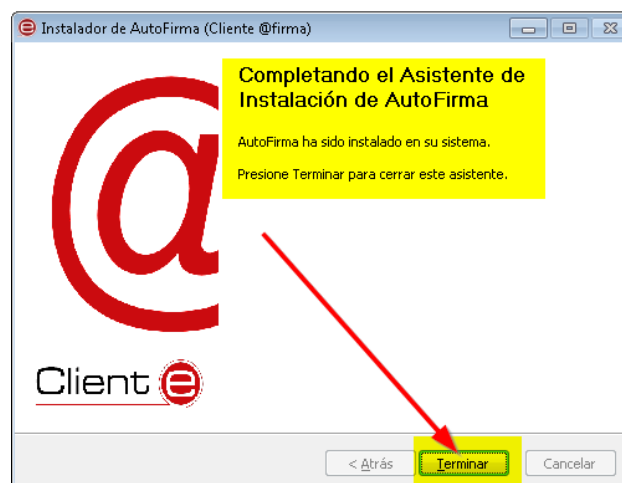 Instalador de AutoFirma (Cliente @firma)
Completando el Asistente de
Instalación de AutoFirma
AutoFirma ha sido instalado en su sistema.
Presione Terminar para cerrar este asistente.
@
Client e
< Atrás
Terminar
Cancelar